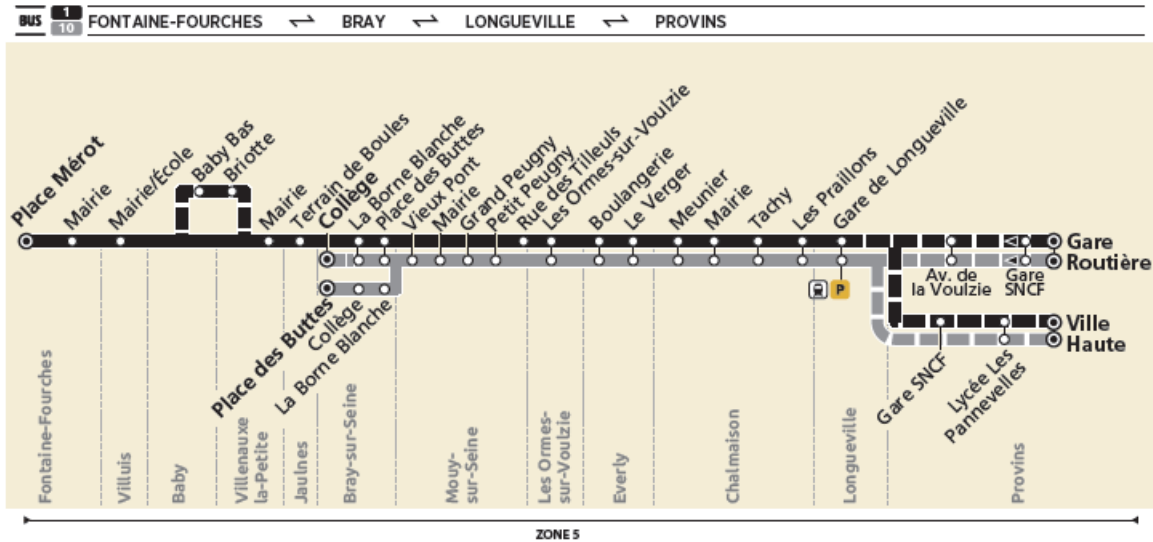 BUS 1 10 FONTAINE-FOURCHES BRAY LONGUEVILLE PROVINS
Place Mérot
Mairie
Mairie/École
Baby Bas
Briotte
Mairie
Terrain de Boules
Collège
La Borne Blanche
Place des Buttes
Vieux Pont
Mairie
Grand Peugny
Petit Peugny
Rue des Tilleuls
Les Ormes-sur-Voulzie
Boulangerie
Le Verger
Meunier
Mairie
Tachy
Les Praillons
Gare de Longueville
Gare
Routière
Av. de
la Voulzie
Gare
SNCF
P
Place des Buttes
Collège
La Borne Blanche
Ville
Haute
Gare SNCF
Lycée Les
Pannevelles
Fontaine-Fourches
Villuis
Baby
Villenauxe
la-Petite
Jaulnes
Bray-sur-Seine
Mouy-
sur-Seine
Les Ormes-
sur-Voulzie
Everly
Chalmaison
Longueville
Provins
ZONE 5